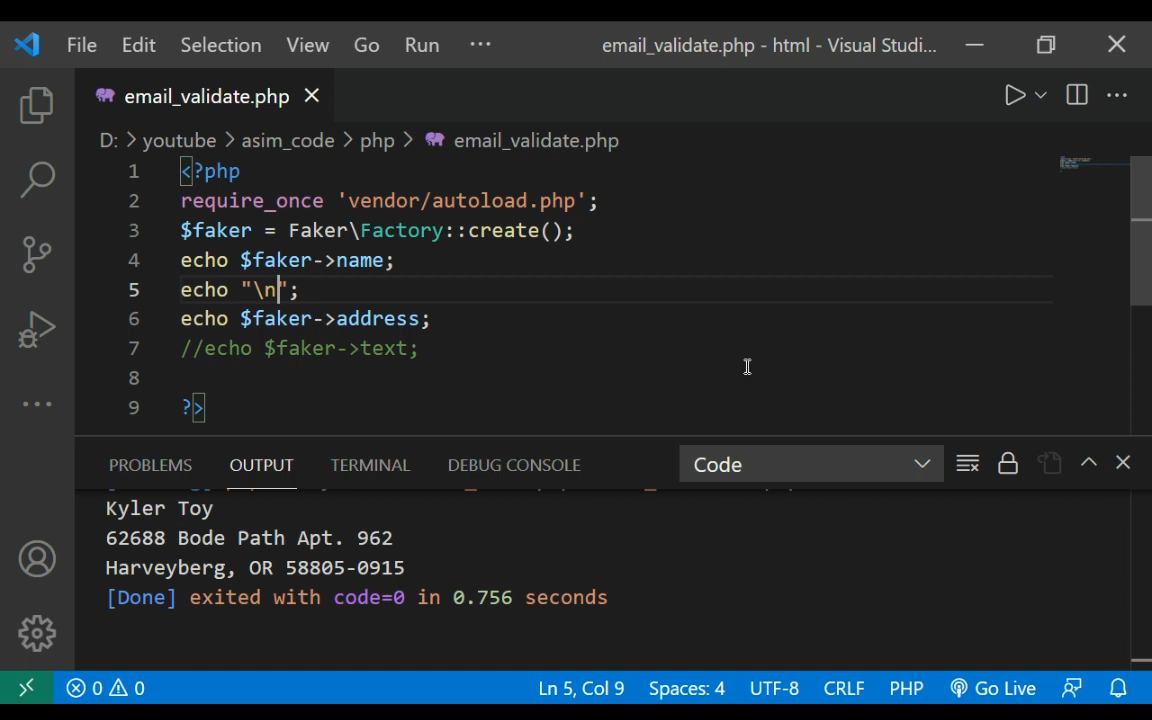 File Edit Selection View Go Run ··· email_validate.php - html - Visual Studi...
email_validate.php
D: > youtube > asim_code > php > email_validate.php
1 <?php
2 require_once 'vendor/autoload.php';
3 $faker = Faker\Factory::create();
4 echo $faker->name;
5 echo "\n";
6 echo $faker->address;
7 //echo $faker->text;
8
9 ?>
PROBLEMS OUTPUT TERMINAL DEBUG CONSOLE Code
Kyler Toy
62688 Bode Path Apt. 962
Harveyberg, OR 58805-0915
[Done] exited with code=0 in 0.756 seconds
0 0 Ln 5, Col 9 Spaces: 4 UTF-8 CRLF PHP Go Live